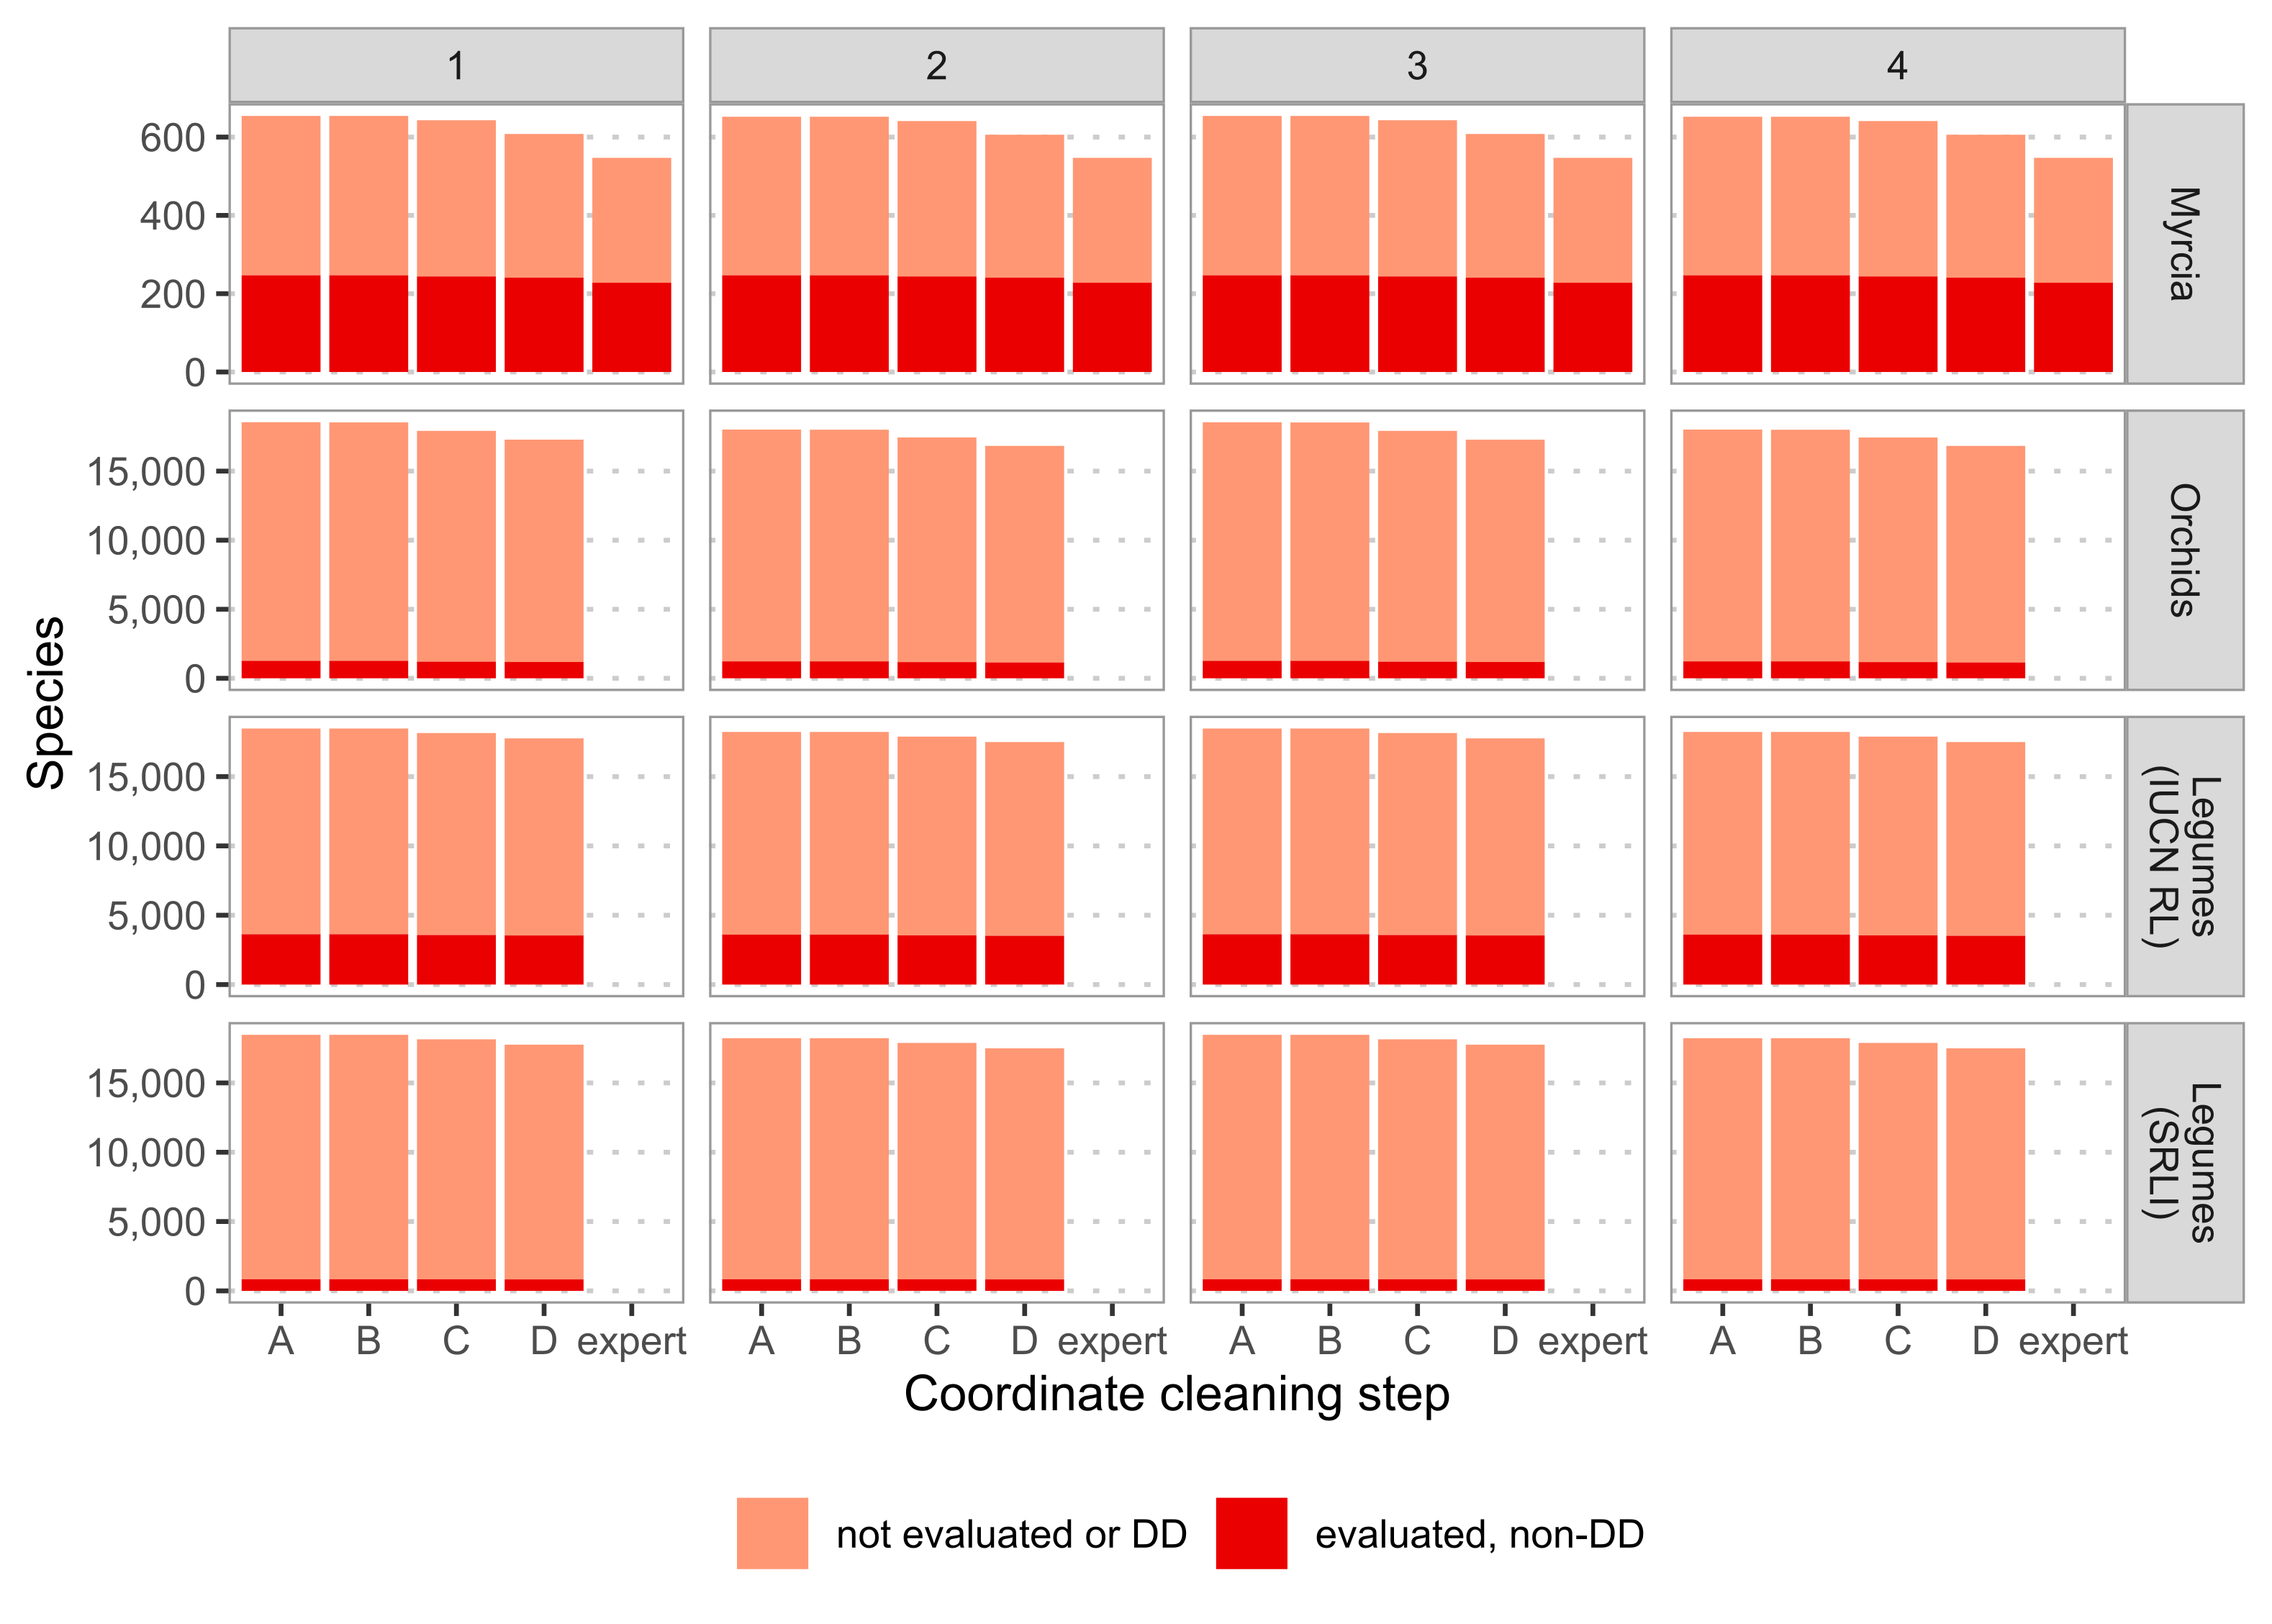 1 2 3 4
600
400
200
0
Myrcia
15,000
10,000
5,000
0
Orchids
Species
15,000
10,000
5,000
0
Legumes
(IUCN RL)
15,000
10,000
5,000
0
Legumes
(SRLI)
A B C D expert A B C D expert A B C D expert A B C D expert
Coordinate cleaning step
not evaluated or DD evaluated, non-DD